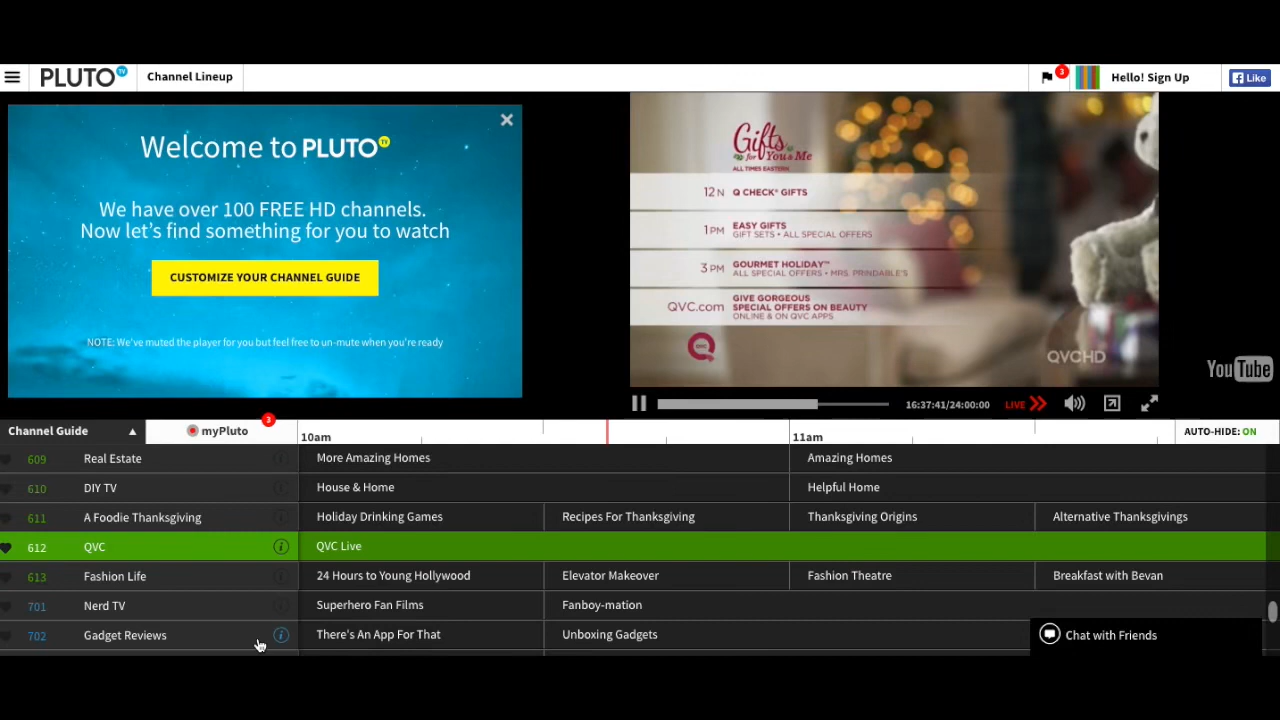 PLUTO TV
Channel Lineup
3
Hello! Sign Up
Like
Welcome to PLUTO TV
We have over 100 FREE HD channels.
Now let's find something for you to watch
CUSTOMIZE YOUR CHANNEL GUIDE
NOTE: We've muted the player for you but feel free to un-mute when you're ready
Gifts
for You & Me
ALL TIMES EASTERN
12 N Q CHECK® GIFTS
1 PM EASY GIFTS
GIFT SETS • ALL SPECIAL OFFERS
3 PM GOURMET HOLIDAY™
ALL SPECIAL OFFERS • MRS. PRINDABLE'S
QVC.com GIVE GORGEOUS
SPECIAL OFFERS ON BEAUTY
ONLINE & ON QVC APPS
QVC
QVCHD
YouTube
16:37:41/24:00:00 LIVE
Channel Guide myPluto 3 10am 11am AUTO-HIDE: ON
609 Real Estate More Amazing Homes Amazing Homes
610 DIY TV House & Home Helpful Home
611 A Foodie Thanksgiving Holiday Drinking Games Recipes For Thanksgiving Thanksgiving Origins Alternative Thanksgivings
612 QVC QVC Live
613 Fashion Life 24 Hours to Young Hollywood Elevator Makeover Fashion Theatre Breakfast with Bevan
701 Nerd TV Superhero Fan Films Fanboy-mation
702 Gadget Reviews There's An App For That Unboxing Gadgets
Chat with Friends